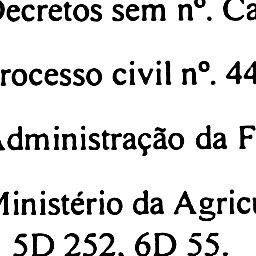 Decretos sem nº. Ca
rocesso civil nº. 44
Administração da F
Ministério da Agricu
5D 252, 6D 55.